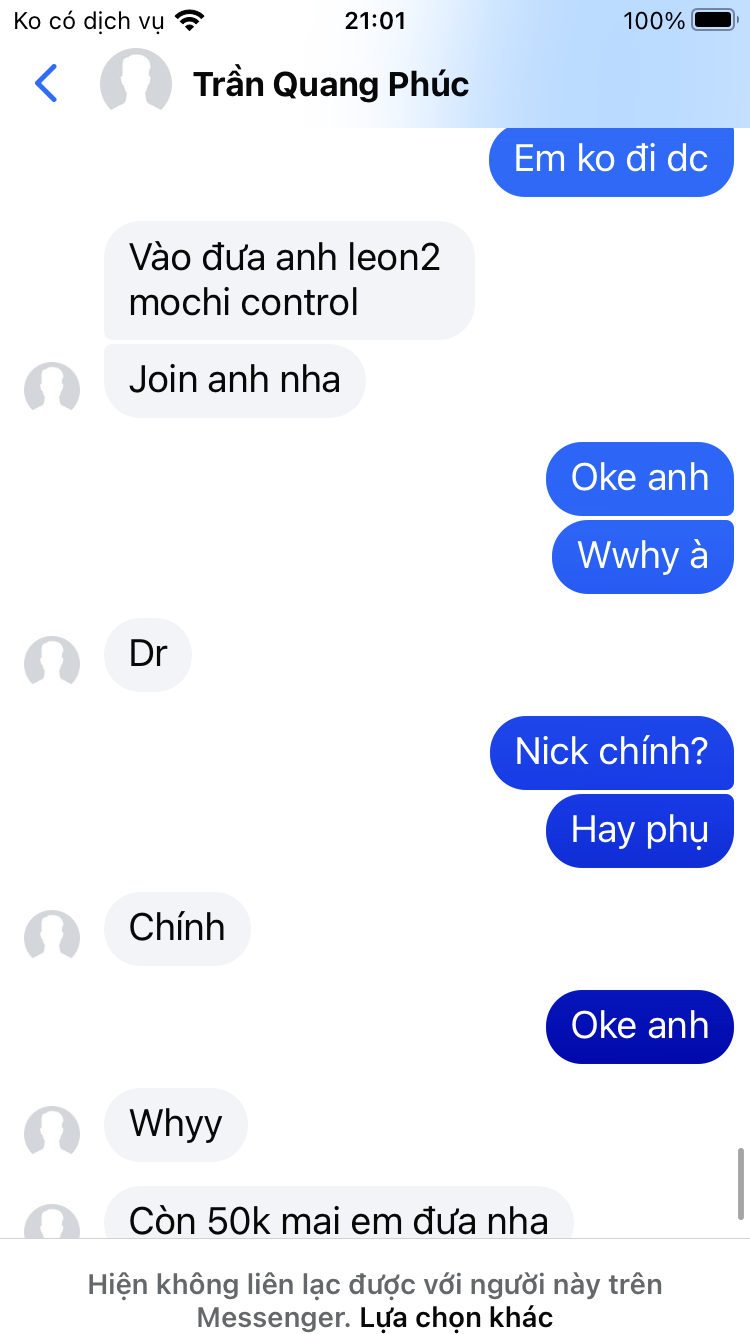 Ko có dịch vụ
21:01
100%
Trần Quang Phúc
Em ko đi dc
Vào đưa anh leon2
mochi control
Join anh nha
Oke anh
Wwhy à
Dr
Nick chính?
Hay phụ
Chính
Oke anh
Whyy
Còn 50k mai em đưa nha
Hiện không liên lạc được với người này trên
Messenger. Lựa chọn khác